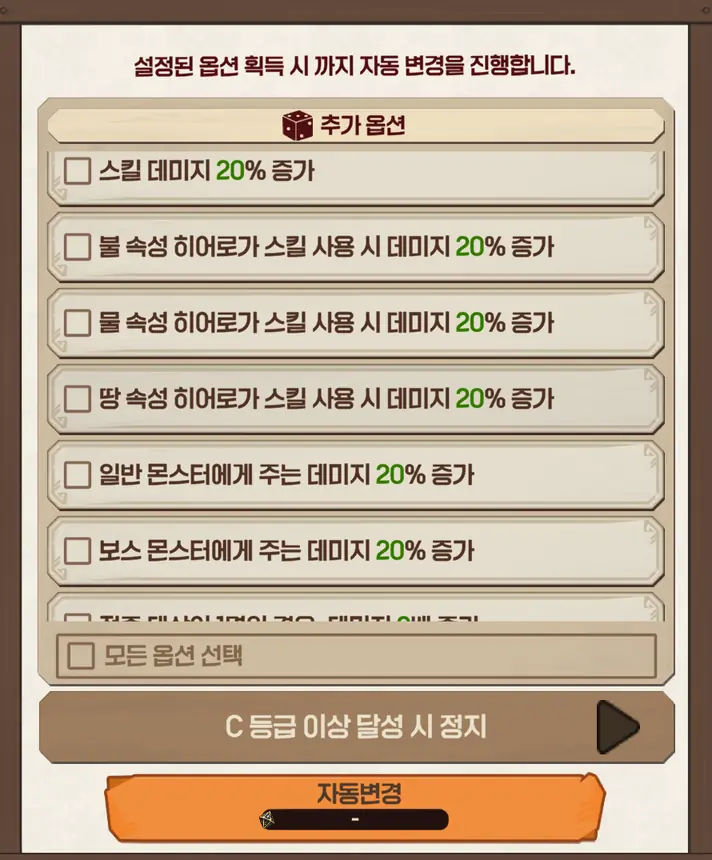 설정된 옵션 획득 시 까지 자동 변경을 진행합니다.
추가 옵션
스킬 데미지 20% 증가
불 속성 히어로가 스킬 사용 시 데미지 20% 증가
물 속성 히어로가 스킬 사용 시 데미지 20% 증가
땅 속성 히어로가 스킬 사용 시 데미지 20% 증가
일반 몬스터에게 주는 데미지 20% 증가
보스 몬스터에게 주는 데미지 20% 증가
모든 옵션 선택
C 등급 이상 달성 시 정지
자동변경
-